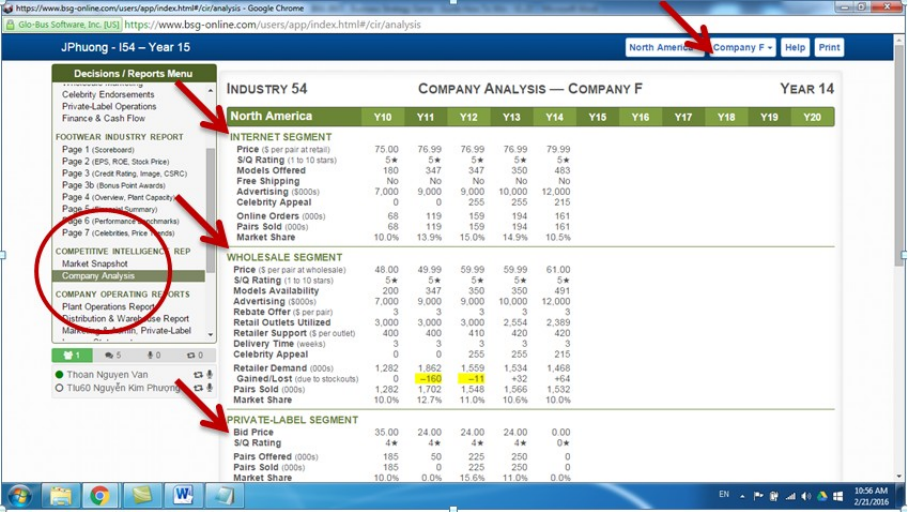 https://www.bsg-online.com/users/app/index.html#/cir/analysis - Google Chrome
Glo-Bus Software, Inc. [US] https://www.bsg-online.com/users/app/index.html#/cir/analysis
JPhuong - I54 – Year 15
North America
Company F
Help
Print
Decisions / Reports Menu
Celebrity Endorsements
Private-Label Operations
Finance & Cash Flow
FOOTWEAR INDUSTRY REPORT
Page 1 (Scoreboard)
Page 2 (EPS, ROE, Stock Price)
Page 3 (Credit Rating, Image, CSRC)
Page 3b (Bonus Point Awards)
Page 4 (Overview, Plant Capacity)
Page 5 (Financial Summary)
Page 6 (Performance Benchmarks)
Page 7 (Celebrities, Price Trends)
COMPETITIVE INTELLIGENCE REP
Market Snapshot
Company Analysis
COMPANY OPERATING REPORTS
Plant Operations Report
Distribution & Warehouse Report
Marketing & Admin, Private-Label
1 5 0 0
Thoan Nguyen Van
Tlu60 Nguyễn Kim Phượng
INDUSTRY 54 COMPANY ANALYSIS — COMPANY F YEAR 14
North America Y10 Y11 Y12 Y13 Y14 Y15 Y16 Y17 Y18 Y19 Y20
INTERNET SEGMENT
Price ($ per pair at retail) 75.00 76.99 76.99 76.99 79.99
S/Q Rating (1 to 10 stars) 5★ 5★ 5★ 5★ 5★
Models Offered 180 347 347 350 483
Free Shipping No No No No No
Advertising ($000s) 7,000 9,000 9,000 10,000 12,000
Celebrity Appeal 0 0 255 255 215
Online Orders (000s) 68 119 159 194 161
Pairs Sold (000s) 68 119 159 194 161
Market Share 10.0% 13.9% 15.0% 14.9% 10.5%
WHOLESALE SEGMENT
Price ($ per pair at wholesale) 48.00 49.99 59.99 59.99 61.00
S/Q Rating (1 to 10 stars) 5★ 5★ 5★ 5★ 5★
Models Availability 200 347 350 350 491
Advertising ($000s) 7,000 9,000 9,000 10,000 12,000
Rebate Offer ($ per pair) 3 3 3 3 3
Retail Outlets Utilized 3,000 3,000 3,000 2,554 2,389
Retailer Support ($ per outlet) 400 400 410 420 420
Delivery Time (weeks) 3 3 3 3 3
Celebrity Appeal 0 0 255 255 215
Retailer Demand (000s) 1,282 1,862 1,559 1,534 1,468
Gained/Lost (due to stockouts) 0 –160 –11 +32 +64
Pairs Sold (000s) 1,282 1,702 1,548 1,566 1,532
Market Share 10.0% 12.7% 11.0% 10.6% 10.0%
PRIVATE-LABEL SEGMENT
Bid Price 35.00 24.00 24.00 24.00 0.00
S/Q Rating 4★ 4★ 4★ 4★ 0★
Pairs Offered (000s) 185 50 225 250 0
Pairs Sold (000s) 185 0 225 250 0
Market Share 10.0% 0.0% 15.6% 11.0% 0.0%
EN
10:56 AM
2/21/2016